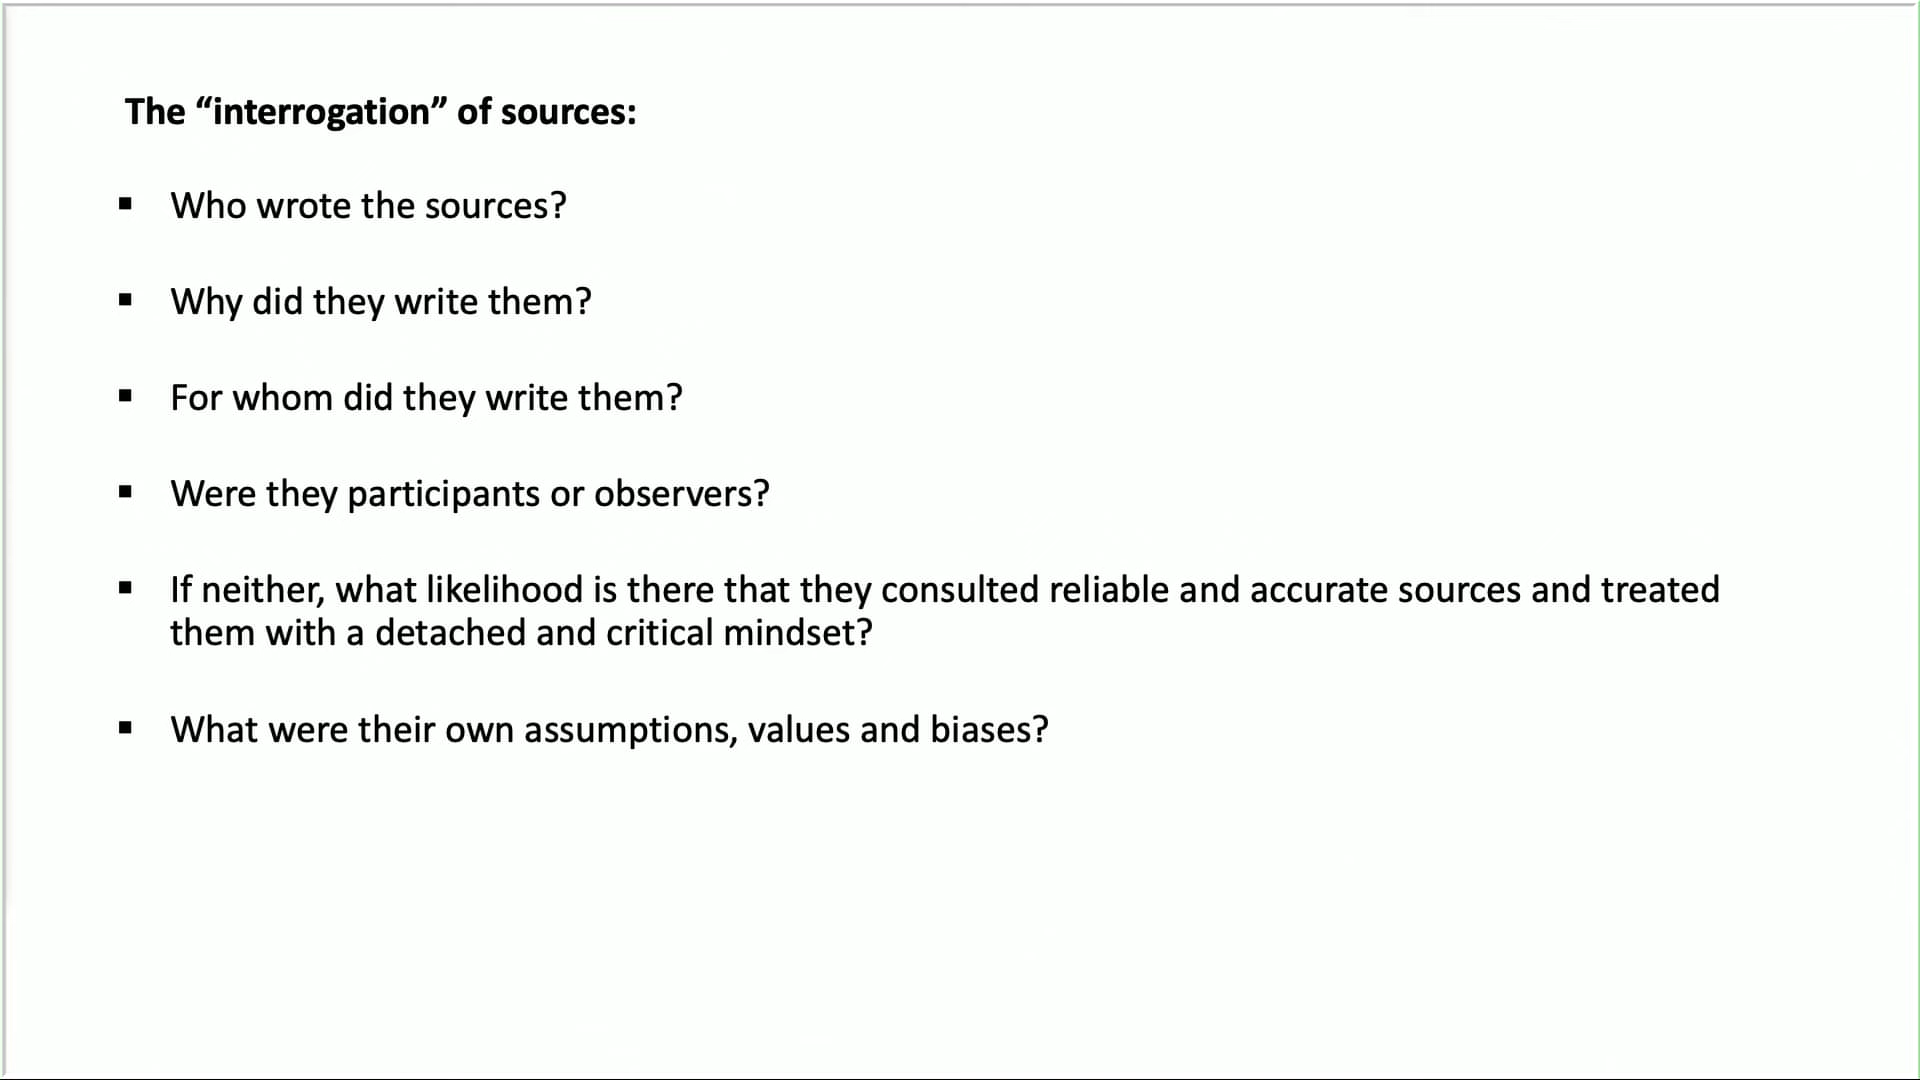 The “interrogation” of sources:
▪ Who wrote the sources?
▪ Why did they write them?
▪ For whom did they write them?
▪ Were they participants or observers?
▪ If neither, what likelihood is there that they consulted reliable and accurate sources and treated
them with a detached and critical mindset?
▪ What were their own assumptions, values and biases?